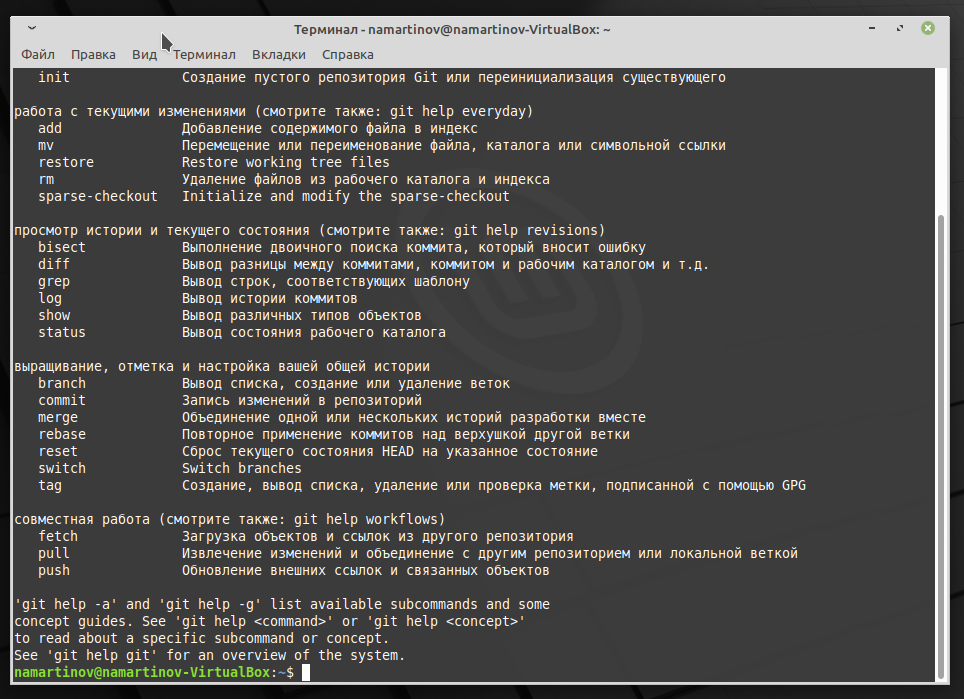 Терминал - namartinov@namartinov-VirtualBox: ~
Файл Правка Вид Терминал Вкладки Справка
init Создание пустого репозитория Git или переинициализация существующего
работа с текущими изменениями (смотрите также: git help everyday)
add Добавление содержимого файла в индекс
mv Перемещение или переименование файла, каталога или символьной ссылки
restore Restore working tree files
rm Удаление файлов из рабочего каталога и индекса
sparse-checkout Initialize and modify the sparse-checkout
просмотр истории и текущего состояния (смотрите также: git help revisions)
bisect Выполнение двоичного поиска коммита, который вносит ошибку
diff Вывод разницы между коммитами, коммитом и рабочим каталогом и т.д.
grep Вывод строк, соответствующих шаблону
log Вывод истории коммитов
show Вывод различных типов объектов
status Вывод состояния рабочего каталога
выращивание, отметка и настройка вашей общей истории
branch Вывод списка, создание или удаление веток
commit Запись изменений в репозиторий
merge Объединение одной или нескольких историй разработки вместе
rebase Повторное применение коммитов над верхушкой другой ветки
reset Сброс текущего состояния HEAD на указанное состояние
switch Switch branches
tag Создание, вывод списка, удаление или проверка метки, подписанной с помощью GPG
совместная работа (смотрите также: git help workflows)
fetch Загрузка объектов и ссылок из другого репозитория
pull Извлечение изменений и объединение с другим репозиторием или локальной веткой
push Обновление внешних ссылок и связанных объектов
'git help -a' and 'git help -g' list available subcommands and some
concept guides. See 'git help <command>' or 'git help <concept>'
to read about a specific subcommand or concept.
See 'git help git' for an overview of the system.
namartinov@namartinov-VirtualBox:~$